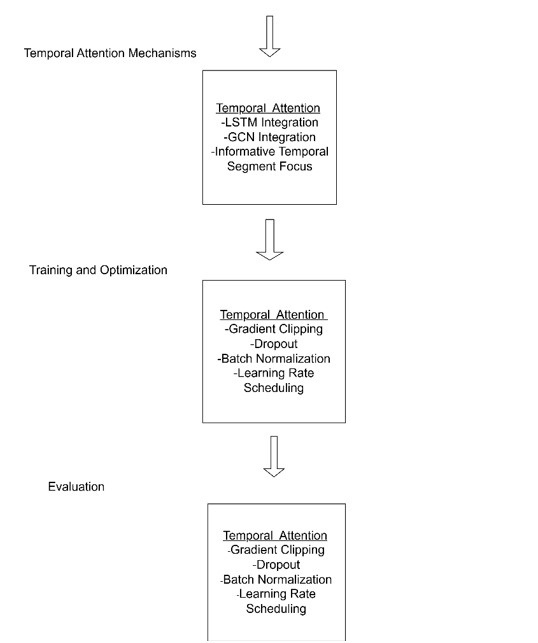 Temporal Attention Mechanisms
Temporal Attention
-LSTM Integration
-GCN Integration
-Informative Temporal
Segment Focus
Training and Optimization
Temporal Attention
-Gradient Clipping
-Dropout
-Batch Normalization
-Learning Rate
Scheduling
Evaluation
Temporal Attention
-Gradient Clipping
-Dropout
-Batch Normalization
-Learning Rate
Scheduling